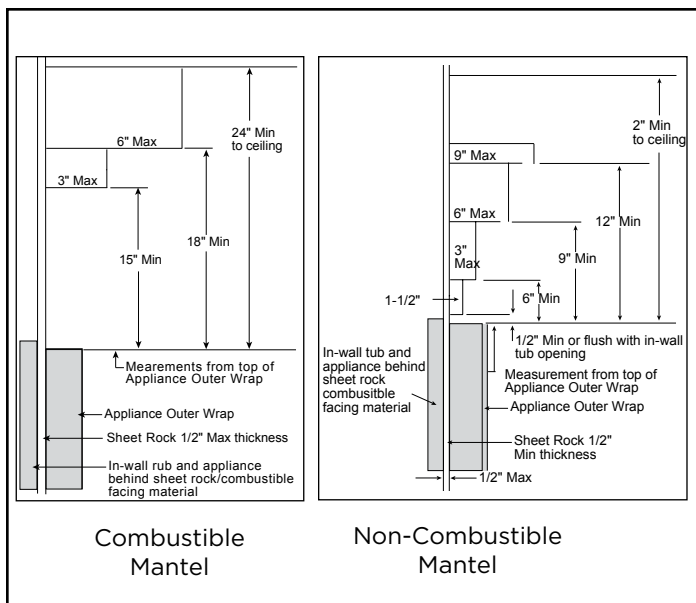 6" Max
24" Min
to ceiling
3" Max
18" Min
15" Min
Mearements from top of
Appliance Outer Wrap
Appliance Outer Wrap
Sheet Rock 1/2" Max thickness
In-wall rub and appliance
behind sheet rock/combustible
facing material
Combustible
Mantel
2" Min
to ceiling
9" Max
6" Max
12" Min
3"
Max
9" Min
1-1/2"
6" Min
1/2" Min or flush with in-wall
tub opening
In-wall tub and
appliance behind
sheet rock
combusitble
facing material
Measurement from top of
Appliance Outer Wrap
Appliance Outer Wrap
Sheet Rock 1/2"
Min thickness
1/2" Max
Non-Combustible
Mantel